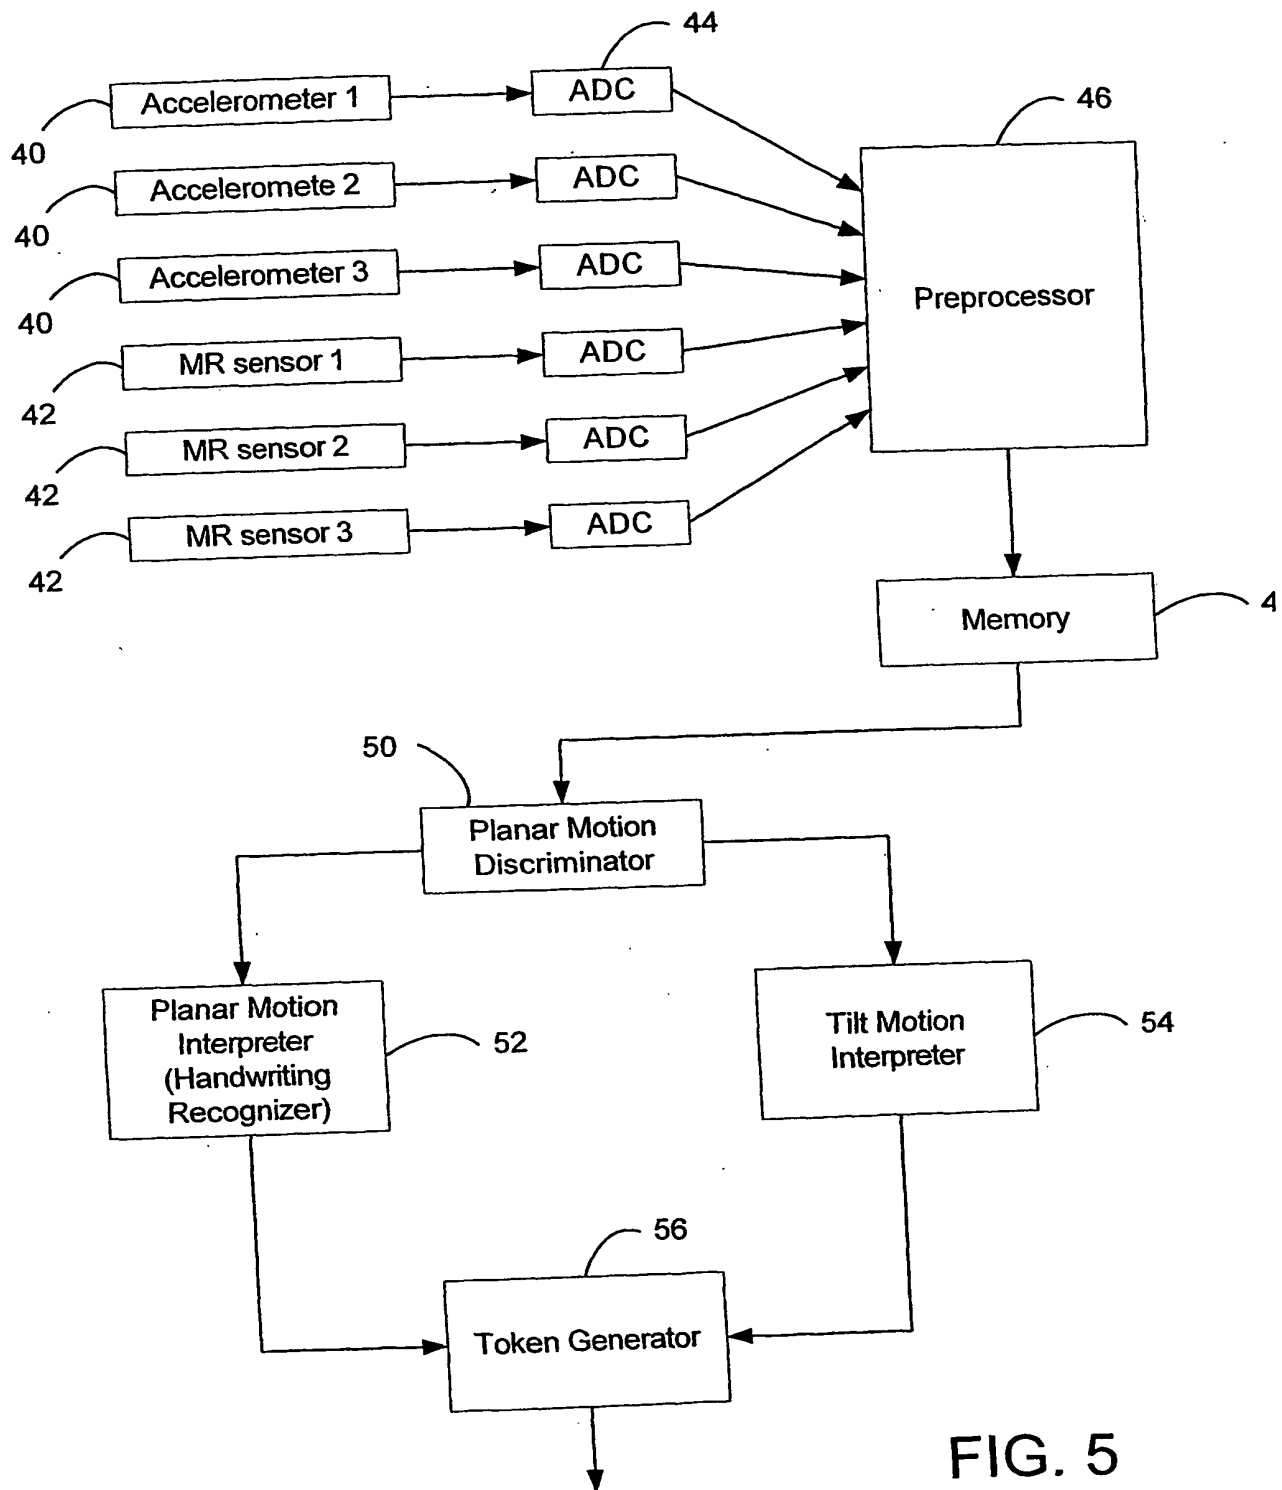 44
Accelerometer 1
ADC
46
40
Acceleromete 2
ADC
40
Accelerometer 3
ADC
Preprocessor
40
MR sensor 1
ADC
42
MR sensor 2
ADC
42
MR sensor 3
ADC
42
Memory
4
50
Planar Motion
Discriminator
Planar Motion
Interpreter
(Handwriting
Recognizer)
52
Tilt Motion
Interpreter
54
56
Token Generator
FIG. 5